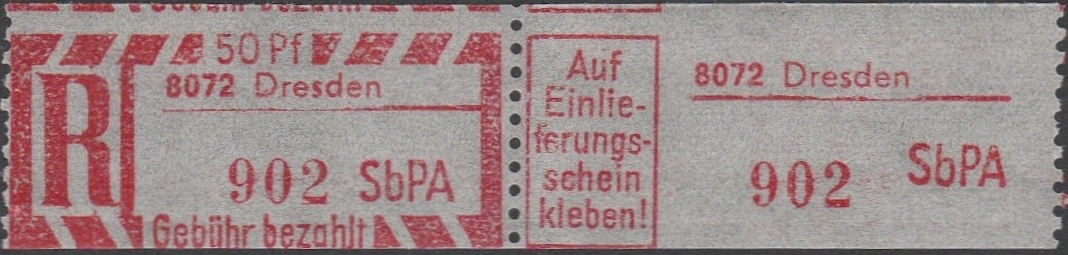 50 Pf
R
8072 Dresden
902 SbPA
Gebühr bezahlt
Auf
Einlie-
ferungs-
schein
kleben!
8072 Dresden
902 SbPA